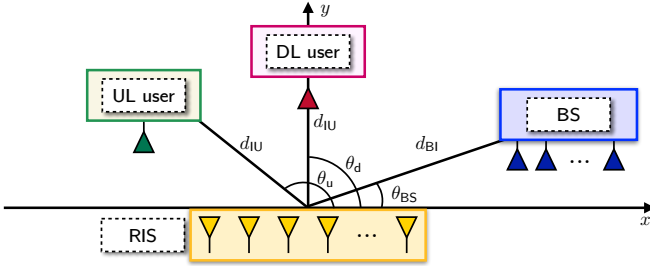 y
DL user
UL user
BS
d_IU
d_IU
d_BI
θ_d
θ_u
θ_BS
x
RIS
...
...